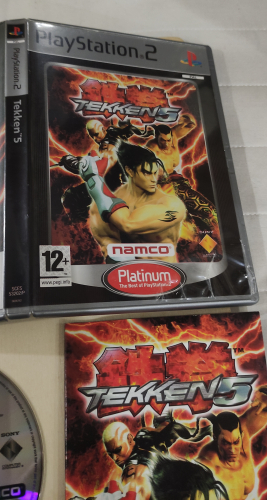 PlayStation 2
PlayStation 2
Tekken 5
鉄拳
TEKKEN 5
namco
12+
www.pegi.info
Platinum
The Best of PlayStation
SONY
鉄拳
TEKKEN 5